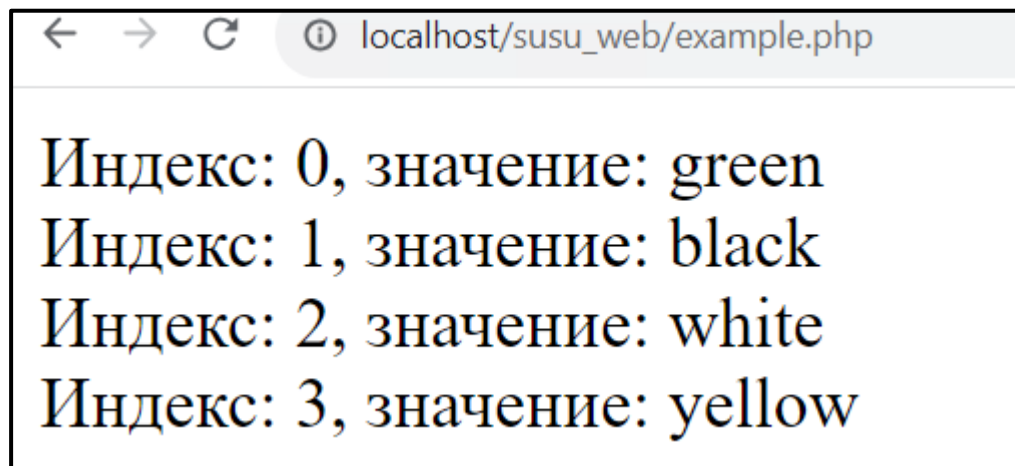 localhost/susu_web/example.php
Индекс: 0, значение: green
Индекс: 1, значение: black
Индекс: 2, значение: white
Индекс: 3, значение: yellow